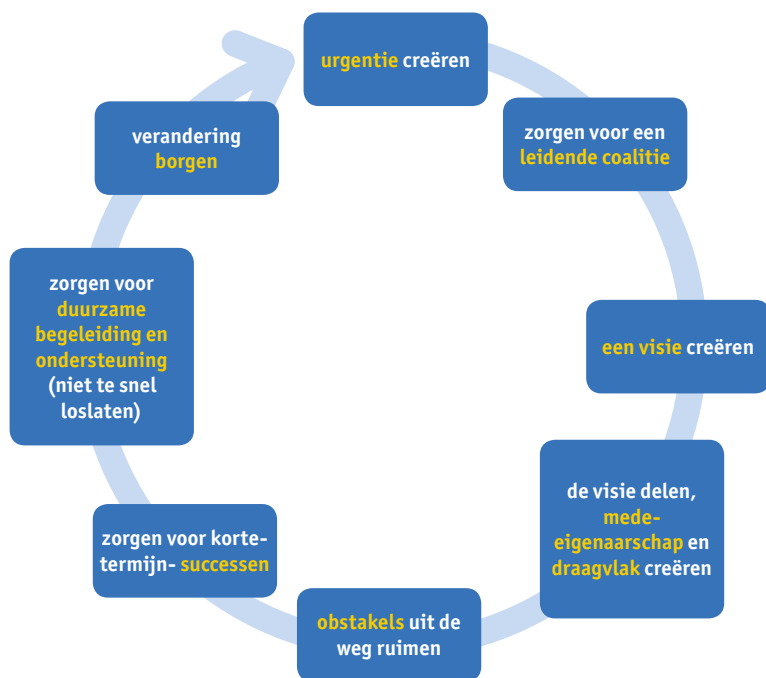 urgentie creëren
zorgen voor een
leidende coalitie
een visie creëren
de visie delen,
mede-
eigenaarschap en
draagvlak creëren
obstakels uit de
weg ruimen
zorgen voor korte-
termijn- successen
zorgen voor
duurzame
begeleiding en
ondersteuning
(niet te snel
loslaten)
verandering
borgen